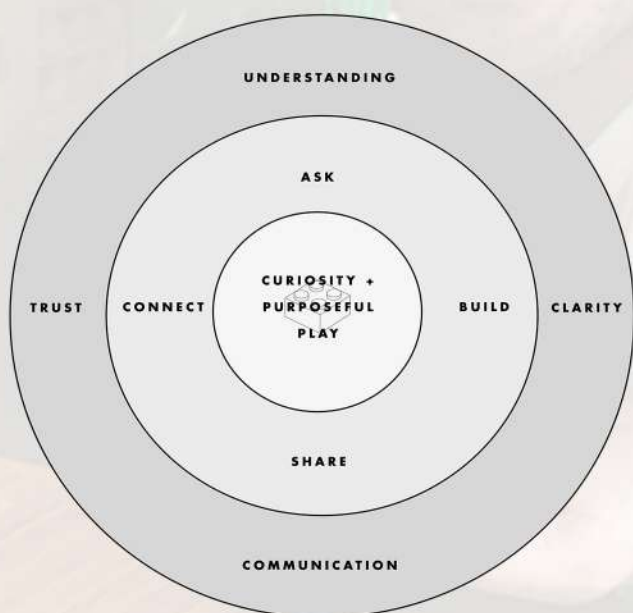 UNDERSTANDING
ASK
CURIOSITY +
PURPOSEFUL
PLAY
TRUST
CONNECT
BUILD
CLARITY
SHARE
COMMUNICATION